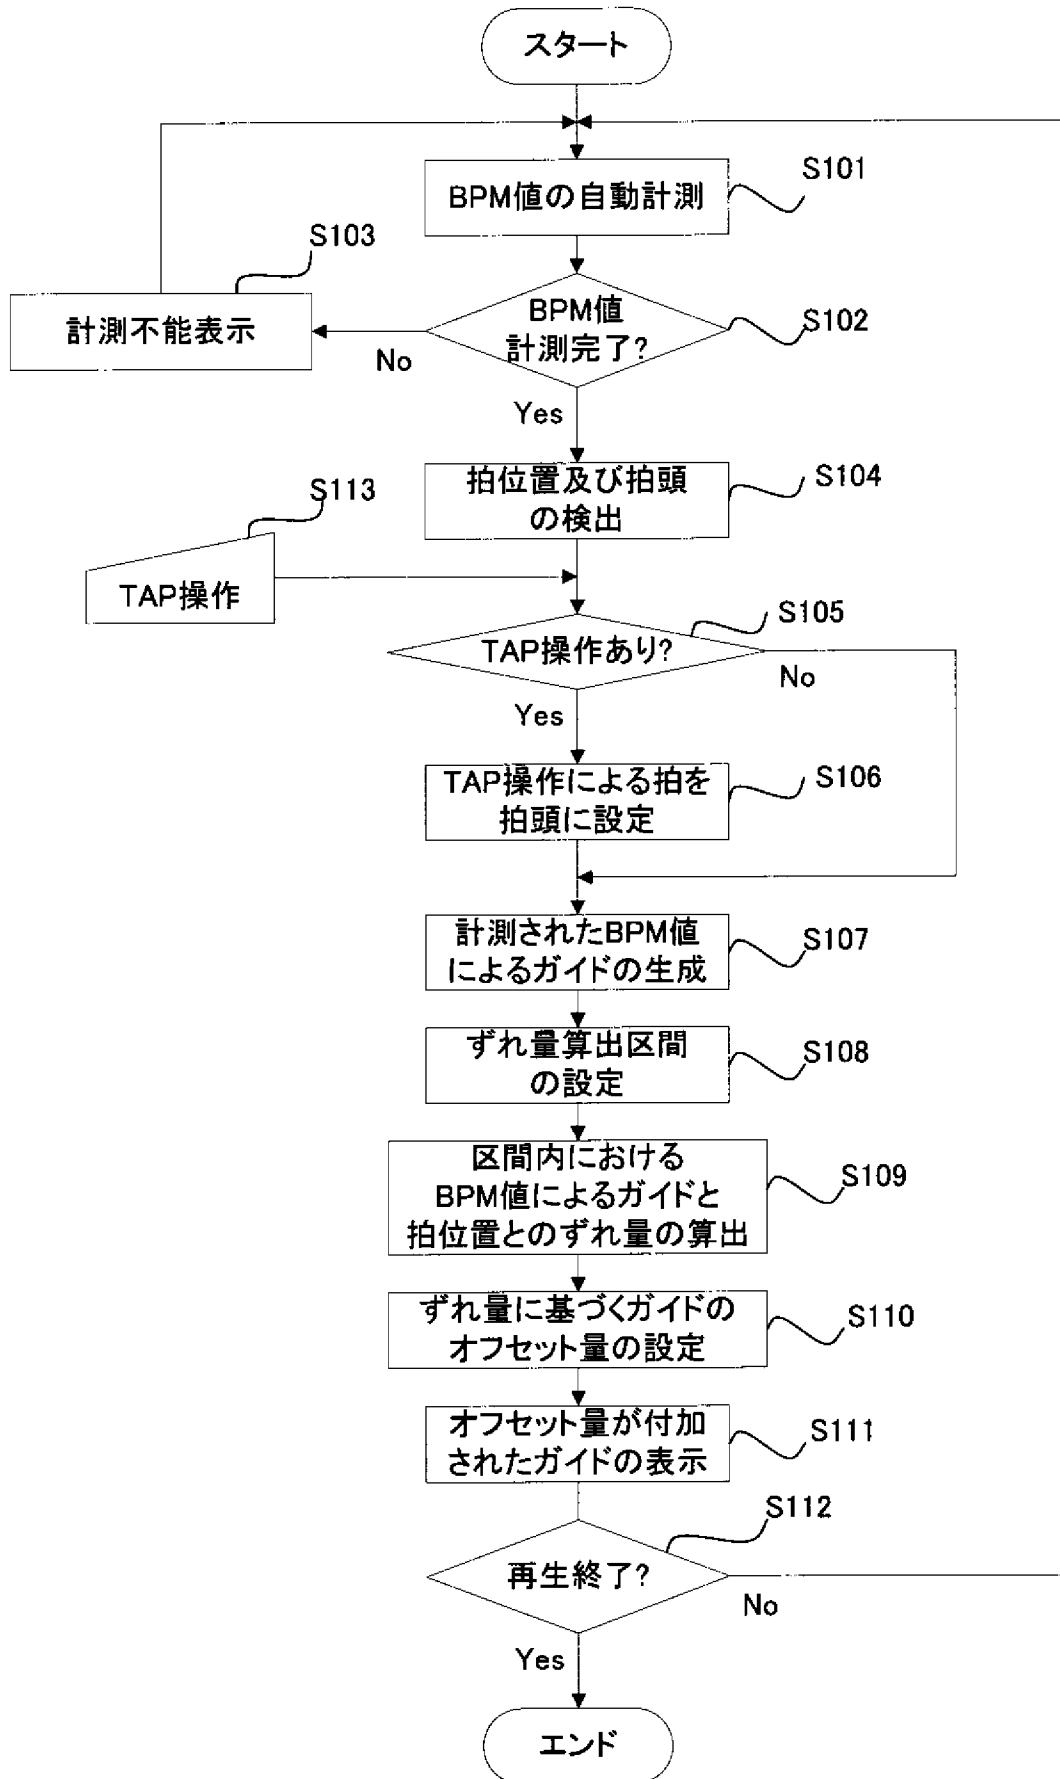 スタート
BPM値の自動計測
S101
S103
計測不能表示
BPM値
計測完了?
S102
No
Yes
拍位置及び拍頭
の検出
S104
S113
TAP操作
TAP操作あり?
S105
No
Yes
TAP操作による拍を
拍頭に設定
S106
計測されたBPM値
によるガイドの生成
S107
ずれ量算出区間
の設定
S108
区間内における
BPM値によるガイドと
拍位置とのずれ量の算出
S109
ずれ量に基づくガイドの
オフセット量の設定
S110
オフセット量が付加
されたガイドの表示
S111
S112
再生終了?
No
Yes
エンド